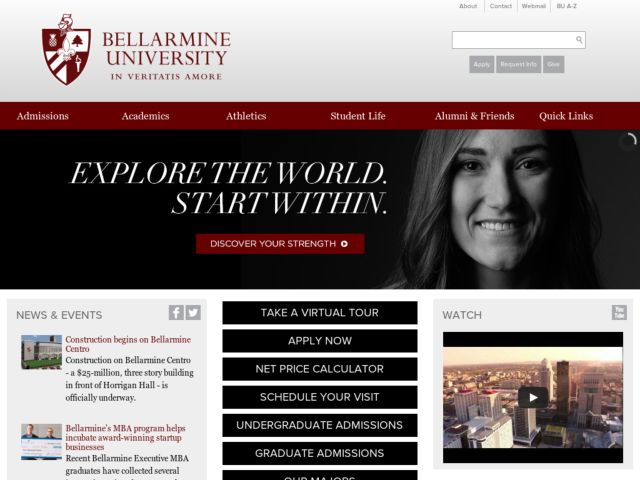 About
Contact
Webmail
BU A-Z
BELLARMINE
UNIVERSITY
IN VERITATIS AMORE
Apply
Request Info
Give
Admissions
Academics
Athletics
Student Life
Alumni & Friends
Quick Links
EXPLORE THE WORLD.
START WITHIN.
DISCOVER YOUR STRENGTH
NEWS & EVENTS
Construction begins on Bellarmine
Centro
Construction on Bellarmine Centro
- a $25-million, three story building
in front of Horrigan Hall - is
officially underway.
Bellarmine's MBA program helps
incubate award-winning startup
businesses
Recent Bellarmine Executive MBA
graduates have collected several
TAKE A VIRTUAL TOUR
APPLY NOW
NET PRICE CALCULATOR
SCHEDULE YOUR VISIT
UNDERGRADUATE ADMISSIONS
GRADUATE ADMISSIONS
OUR MAJORS
WATCH
You
Tube